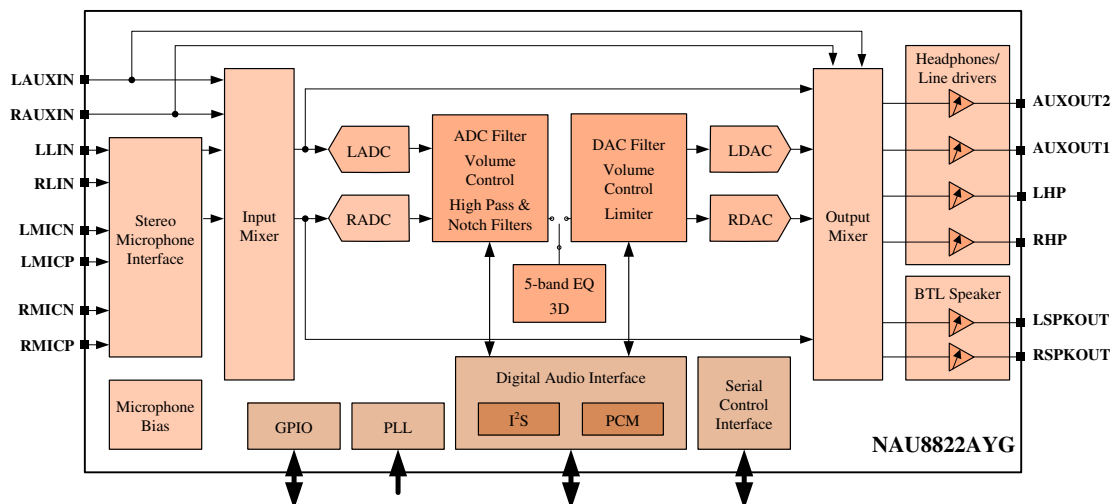 LAUXIN
RAUXIN
LLIN
RLIN
LMICN
LMICP
RMICN
RMICP
Stereo
Microphone
Interface
Microphone
Bias
Input
Mixer
LADC
RADC
ADC Filter
Volume
Control
High Pass &
Notch Filters
DAC Filter
Volume
Control
Limiter
5-band EQ
3D
LDAC
RDAC
Output
Mixer
Headphones/
Line drivers
BTL Speaker
AUXOUT2
AUXOUT1
LHP
RHP
LSPKOUT
RSPKOUT
GPIO
PLL
Digital Audio Interface
I²S
PCM
Serial
Control
Interface
NAU8822AYG